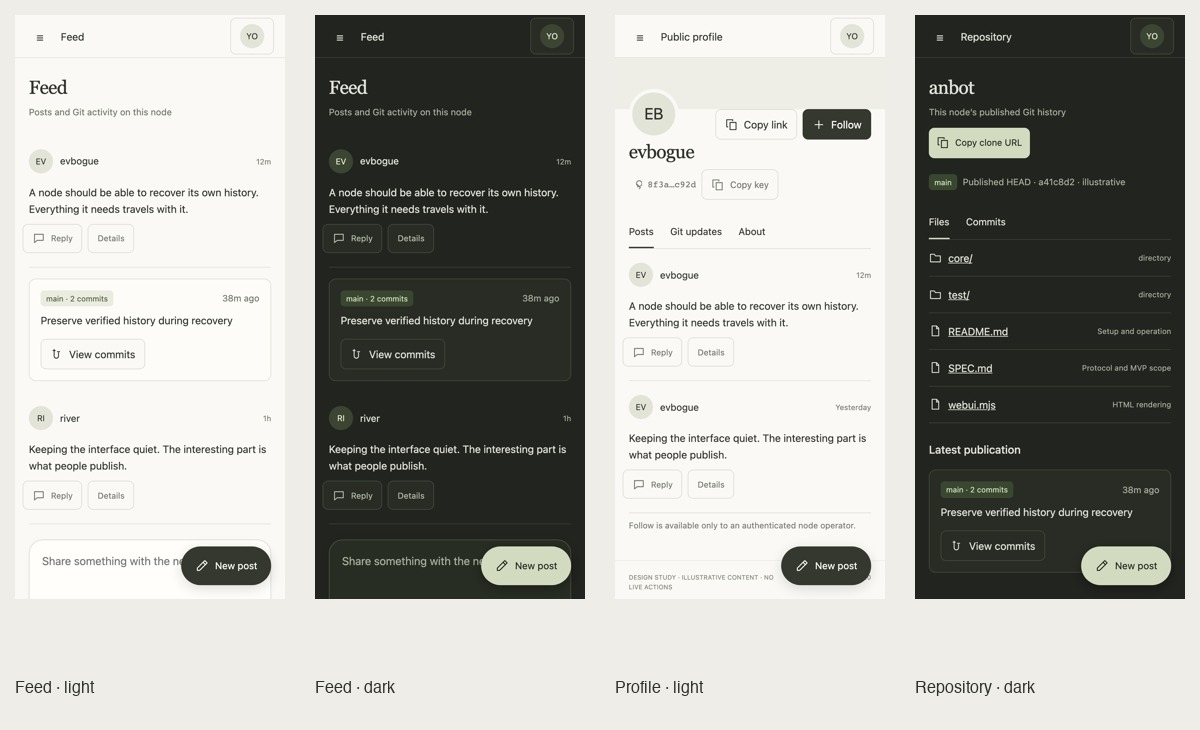 Feed
YO
Feed
Posts and Git activity on this node
EV
evbogue
12m
A node should be able to recover its own history.
Everything it needs travels with it.
Reply
Details
main · 2 commits
38m ago
Preserve verified history during recovery
View commits
RI
river
1h
Keeping the interface quiet. The interesting part is
what people publish.
Reply
Details
Share something with the
New post
Feed · light
Feed
YO
Feed
Posts and Git activity on this node
EV
evbogue
12m
A node should be able to recover its own history.
Everything it needs travels with it.
Reply
Details
main · 2 commits
38m ago
Preserve verified history during recovery
View commits
RI
river
1h
Keeping the interface quiet. The interesting part is
what people publish.
Reply
Details
Share something with the
New post
Feed · dark
Public profile
YO
EB
Copy link
+ Follow
evbogue
8f3a…c92d
Copy key
Posts
Git updates
About
EV
evbogue
12m
A node should be able to recover its own history.
Everything it needs travels with it.
Reply
Details
EV
evbogue
Yesterday
Keeping the interface quiet. The interesting part is
what people publish.
Reply
Details
Follow is available only to an authenticated node operator.
DESIGN STUDY · ILLUSTRATIVE CONTENT · NO
LIVE ACTIONS
New post
Profile · light
Repository
YO
anbot
This node's published Git history
Copy clone URL
main
Published HEAD · a41c8d2 · illustrative
Files
Commits
core/
directory
test/
directory
README.md
Setup and operation
SPEC.md
Protocol and MVP scope
webui.mjs
HTML rendering
Latest publication
main · 2 commits
38m ago
Preserve verified history during recovery
View commits
New post
Repository · dark